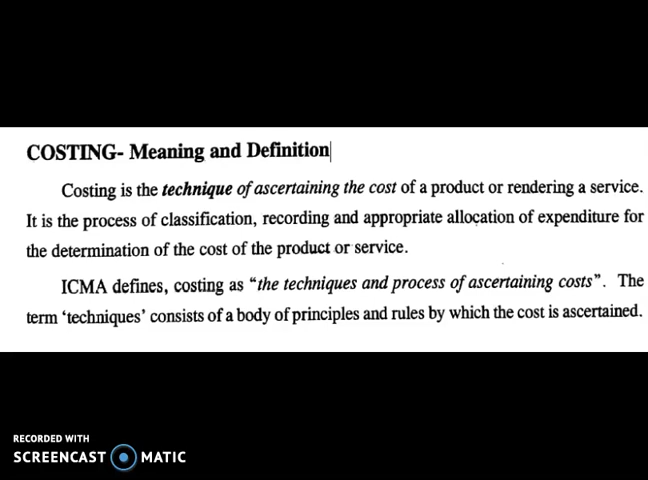 COSTING- Meaning and Definition
Costing is the technique of ascertaining the cost of a product or rendering a service.
It is the process of classification, recording and appropriate allocation of expenditure for
the determination of the cost of the product or service.
ICMA defines, costing as “the techniques and process of ascertaining costs”. The
term ‘techniques’ consists of a body of principles and rules by which the cost is ascertained.
RECORDED WITH
SCREENCAST MATIC